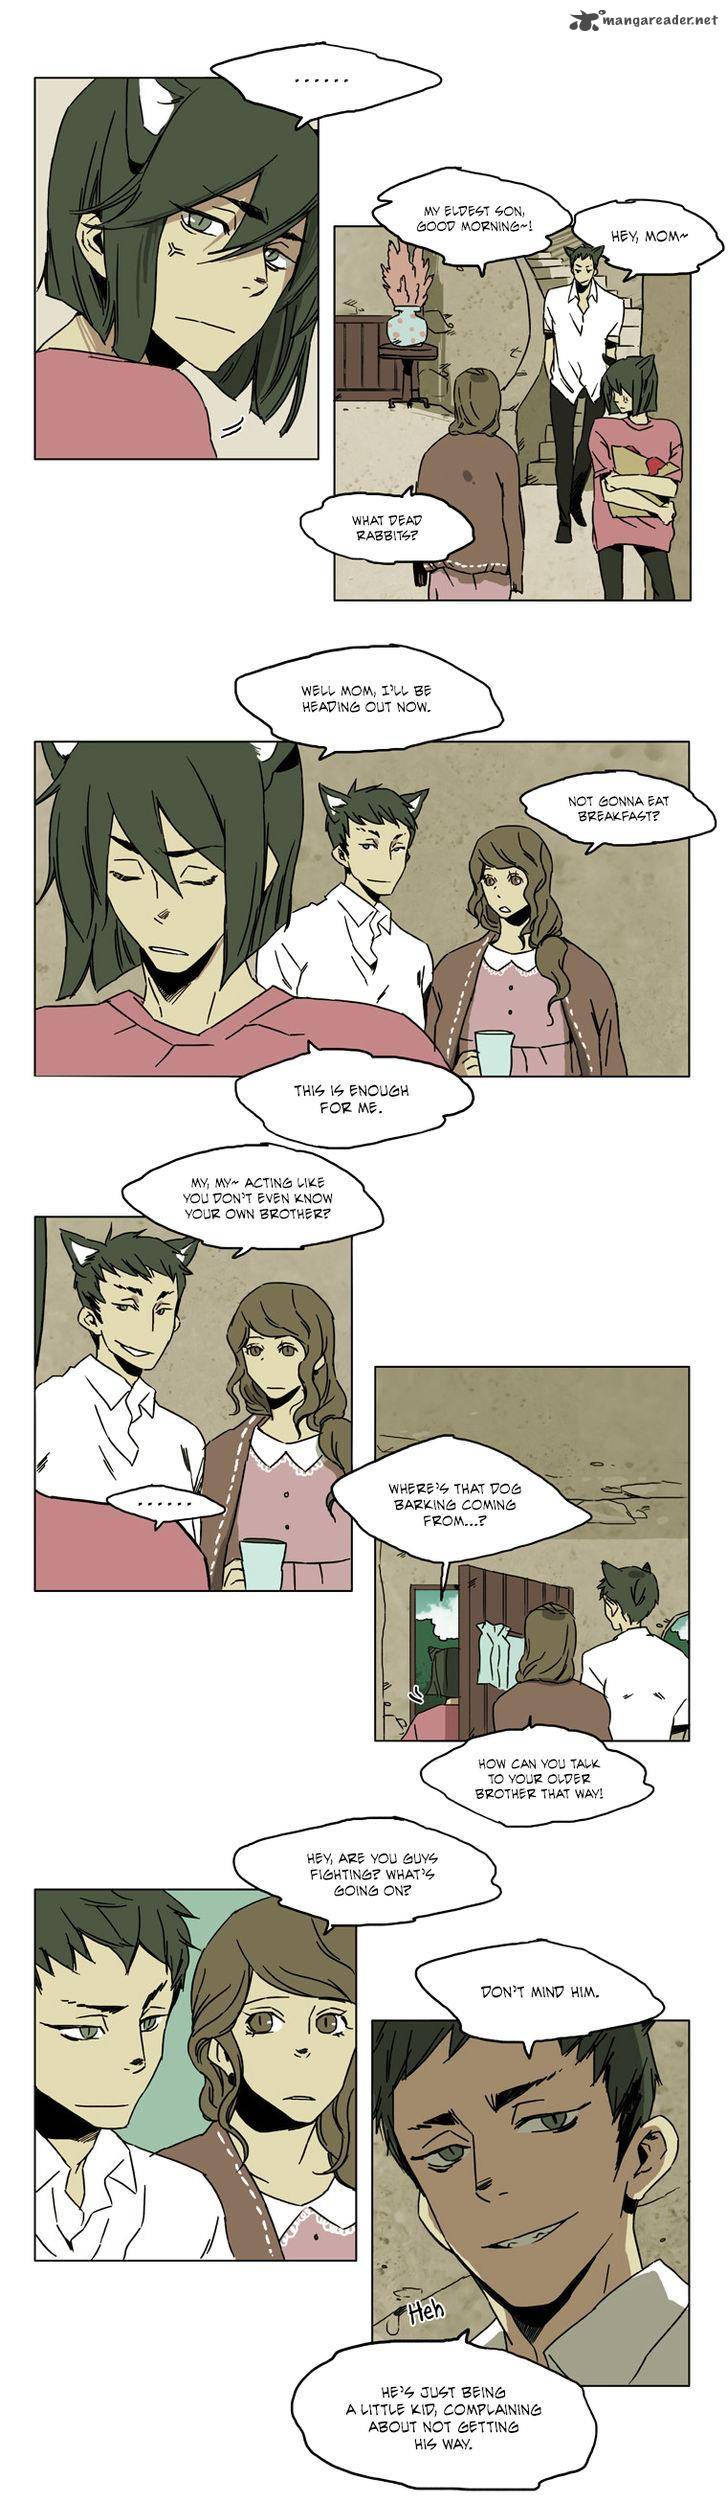 mangareader.net
......
MY ELDEST SON,
GOOD MORNING~!
HEY, MOM~
WHAT DEAD
RABBITS?
WELL MOM, I'LL BE
HEADING OUT NOW.
NOT GONNA EAT
BREAKFAST?
THIS IS ENOUGH
FOR ME.
MY, MY~ ACTING LIKE
YOU DON'T EVEN KNOW
YOUR OWN BROTHER?
......
WHERE'S THAT DOG
BARKING COMING
FROM...?
HOW CAN YOU TALK
TO YOUR OLDER
BROTHER THAT WAY!
HEY, ARE YOU GUYS
FIGHTING? WHAT'S
GOING ON?
DON'T MIND HIM.
Heh
HE'S JUST BEING
A LITTLE KID, COMPLAINING
ABOUT NOT GETTING
HIS WAY.